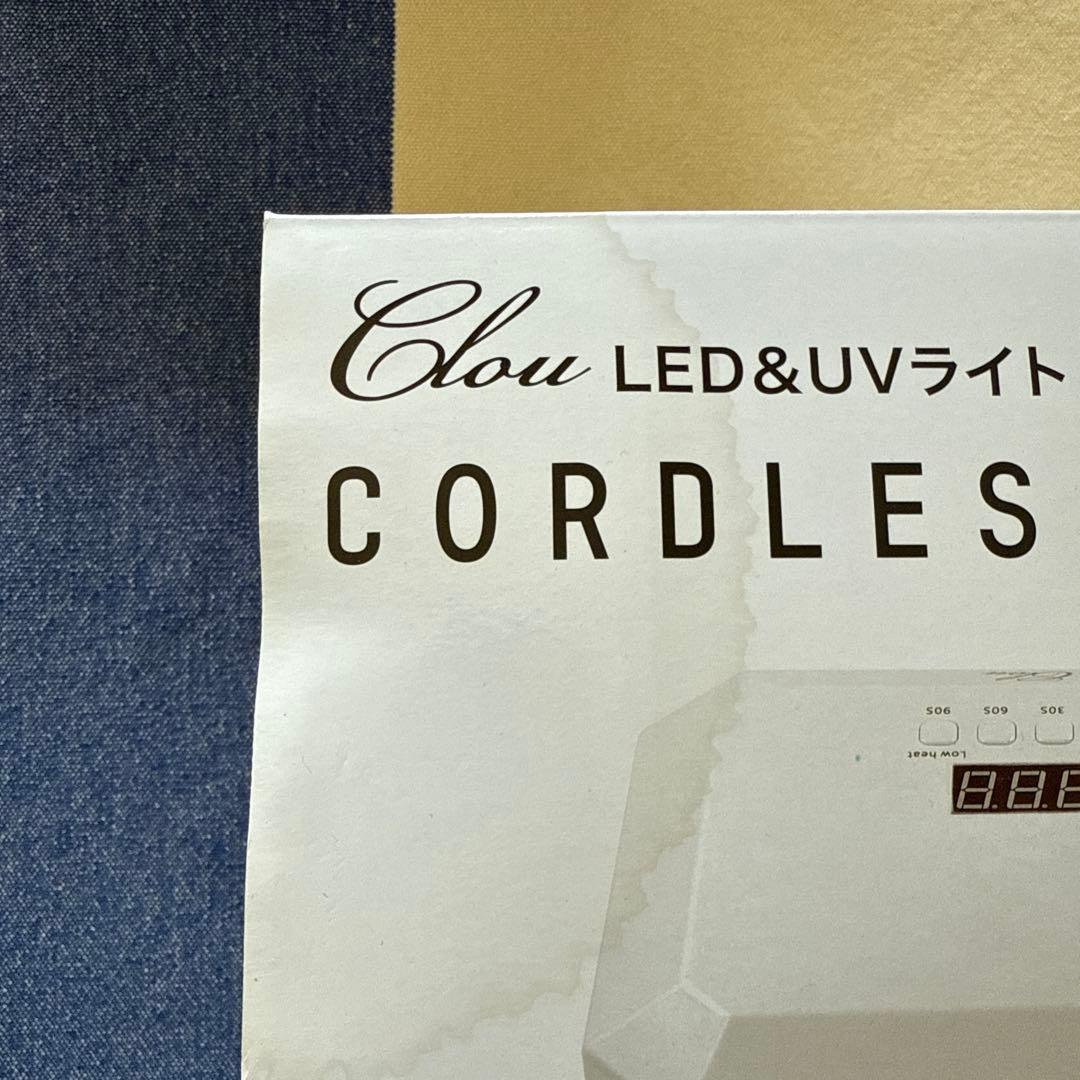 Clou LED&UVライト
CORDLES
90S 60S 30S
Low heat